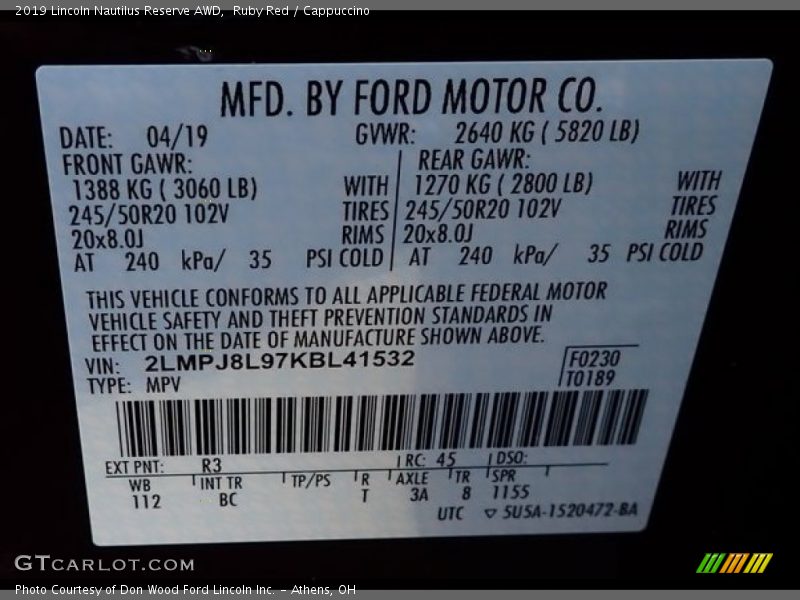 2019 Lincoln Nautilus Reserve AWD,  Ruby Red / Cappuccino
MFD. BY FORD MOTOR CO.
DATE: 04/19 GVWR: 2640 KG ( 5820 LB)
FRONT GAWR: REAR GAWR:
1388 KG ( 3060 LB) WITH 1270 KG ( 2800 LB) WITH
245/50R20 102V TIRES 245/50R20 102V TIRES
20x8.0J RIMS 20x8.0J RIMS
AT 240 kPa/ 35 PSI COLD AT 240 kPa/ 35 PSI COLD
THIS VEHICLE CONFORMS TO ALL APPLICABLE FEDERAL MOTOR
VEHICLE SAFETY AND THEFT PREVENTION STANDARDS IN
EFFECT ON THE DATE OF MANUFACTURE SHOWN ABOVE.
VIN: 2LMPJ8L97KBL41532 F0230
TYPE: MPV T0189
EXT PNT: R3 RC: 45 DSO:
WB INT TR TP/PS R AXLE TR SPR
112 BC T 3A 8 1155
UTC ▽ 5U5A-1520472-BA
GTCARLOT.COM
Photo Courtesy of Don Wood Ford Lincoln Inc. - Athens, OH